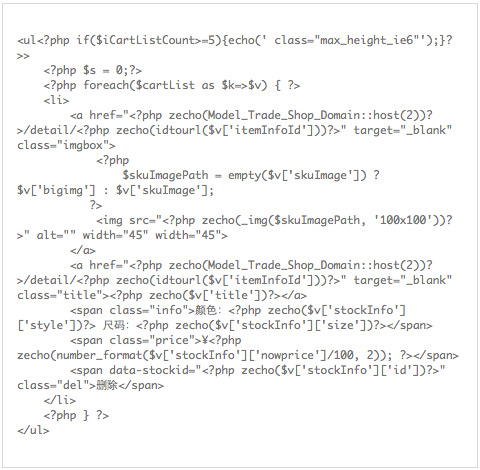 <ul<?php if($iCartListCount>=5){echo(' class="max_height_ie6"');}?
>>
    <?php $s = 0;?>
    <?php foreach($cartList as $k=>$v) { ?>
    <li>
        <a href="<?php zecho(Model_Trade_Shop_Domain::host(2))?
>/detail/<?php zecho(idtourl($v['itemInfoId']))?>" target="_blank"
class="imgbox">
            <?php
                $skuImagePath = empty($v['skuImage']) ?
$v['bigimg'] : $v['skuImage'];
            ?>
            <img src="<?php zecho(_img($skuImagePath, '100x100'))?
>" alt="" width="45" width="45">
        </a>
        <a href="<?php zecho(Model_Trade_Shop_Domain::host(2))?
>/detail/<?php zecho(idtourl($v['itemInfoId']))?>" target="_blank"
class="title"><?php zecho($v['title'])?></a>
        <span class="info">颜色：<?php zecho($v['stockInfo']
['style'])?> 尺码：<?php zecho($v['stockInfo']['size'])?></span>
        <span class="price">¥<?php
zecho(number_format($v['stockInfo']['nowprice']/100, 2)); ?></span>
        <span data-stockid="<?php zecho($v['stockInfo']['id'])?>"
class="del">删除</span>
    </li>
    <?php } ?>
</ul>